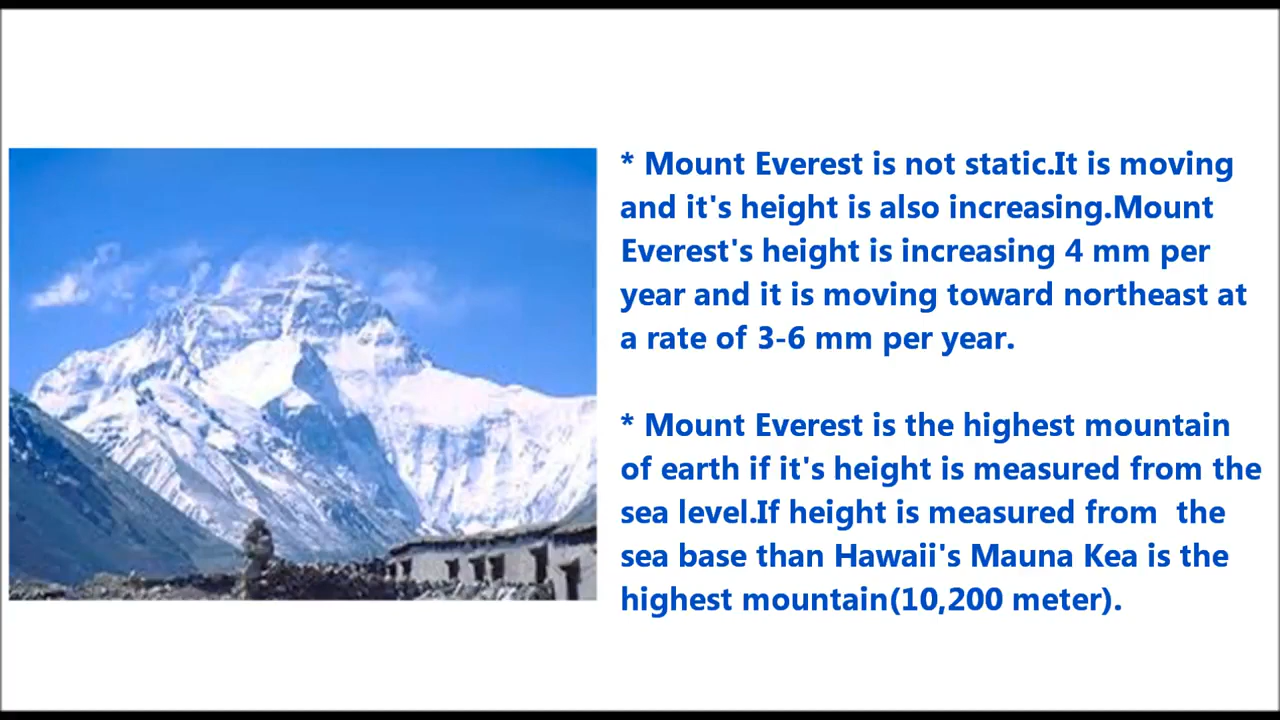 * Mount Everest is not static.It is moving
and it's height is also increasing.Mount
Everest's height is increasing 4 mm per
year and it is moving toward northeast at
a rate of 3-6 mm per year.
* Mount Everest is the highest mountain
of earth if it's height is measured from the
sea level.If height is measured from  the
sea base than Hawaii's Mauna Kea is the
highest mountain(10,200 meter).